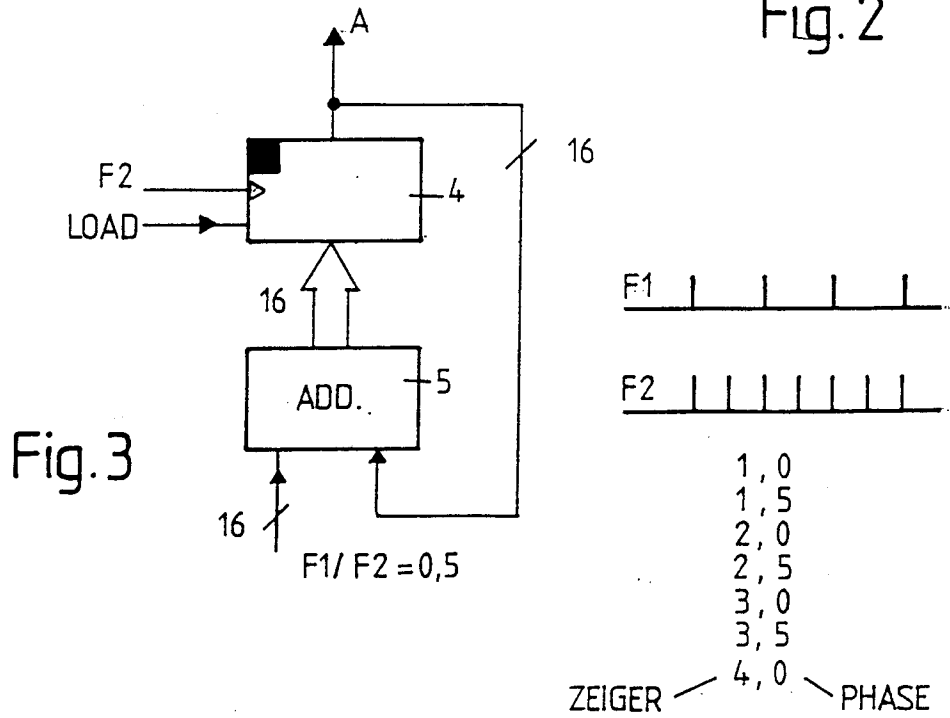 Fig. 2
A
16
F2
4
LOAD
16
ADD.
5
Fig. 3
16
F1/F2 = 0,5
F1
F2
1,0
1,5
2,0
2,5
3,0
3,5
4,0
ZEIGER
PHASE